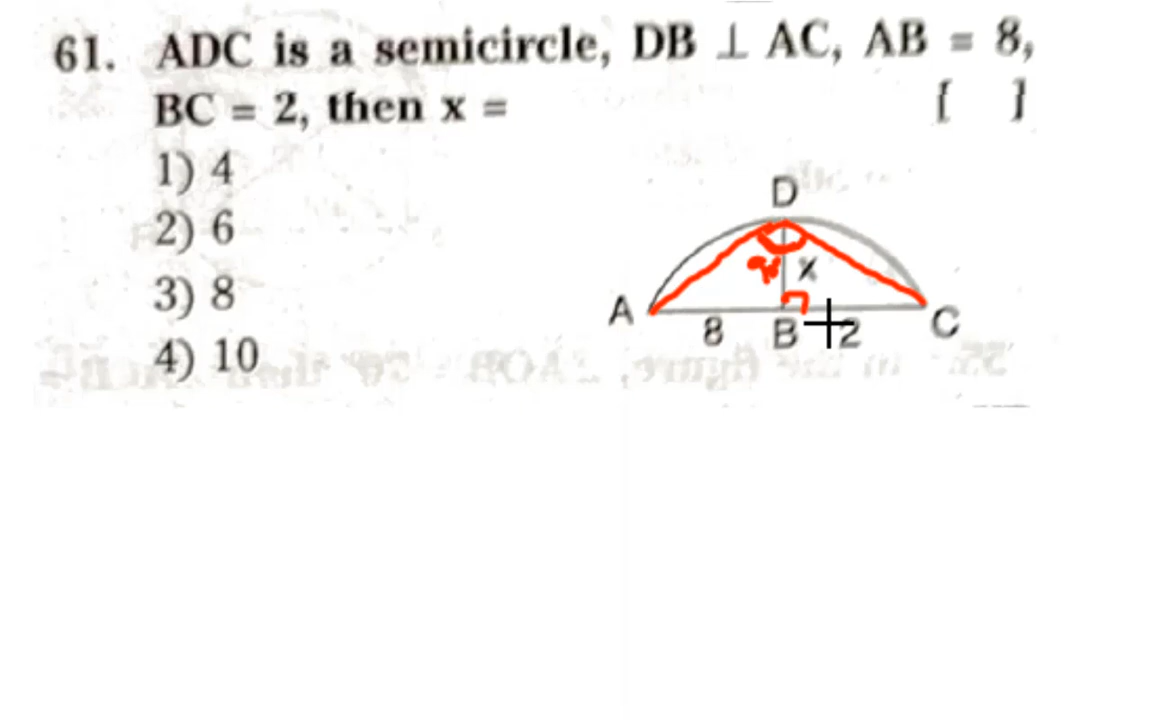 61. ADC is a semicircle, DB ⊥ AC, AB = 8,
BC = 2, then x = [ ]
1) 4
2) 6
3) 8
4) 10
D
x
A
8
B
2
C